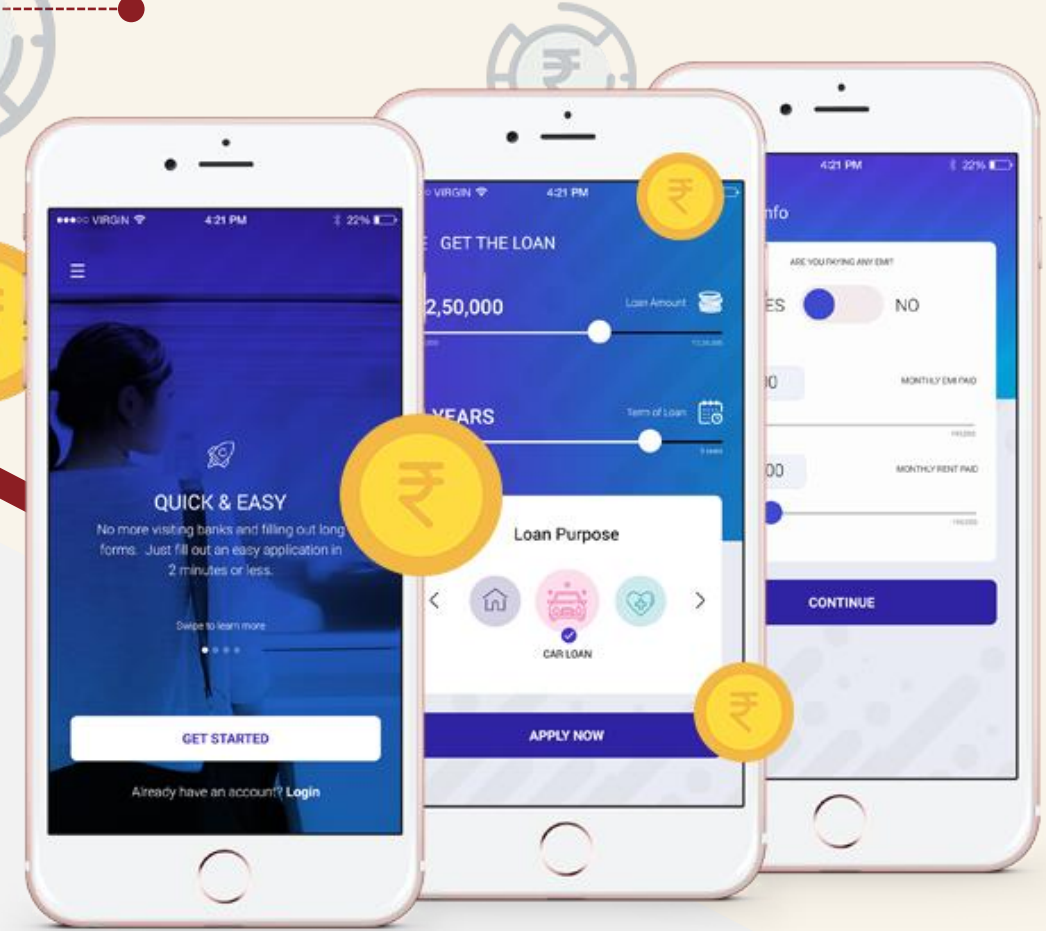 VIRGIN 4:21 PM 22%
QUICK & EASY
No more visiting banks and filling out long
forms. Just fill out an easy application in
2 minutes or less.
Swipe to learn more
GET STARTED
Already have an account? Login
VIRGIN 4:21 PM
GET THE LOAN
2,50,000 Loan Amount
YEARS Term of Loan
5 years
Loan Purpose
CAR LOAN
APPLY NOW
₹
₹
₹
₹
4:21 PM 22%
nfo
ARE YOU PAYING ANY EMI?
ES NO
00 MONTHLY EMI PAID
00 MONTHLY RENT PAID
CONTINUE